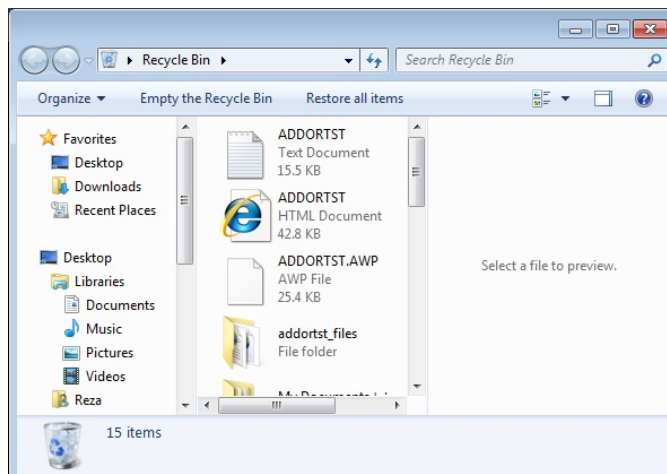 Recycle Bin
Search Recycle Bin
Organize
Empty the Recycle Bin
Restore all items
Favorites
Desktop
Downloads
Recent Places
Desktop
Libraries
Documents
Music
Pictures
Videos
Reza
ADDORTST
Text Document
15.5 KB
ADDORTST
HTML Document
42.8 KB
ADDORTST.AWP
AWP File
25.4 KB
addortst_files
File folder
My Documents
Select a file to preview.
15 items